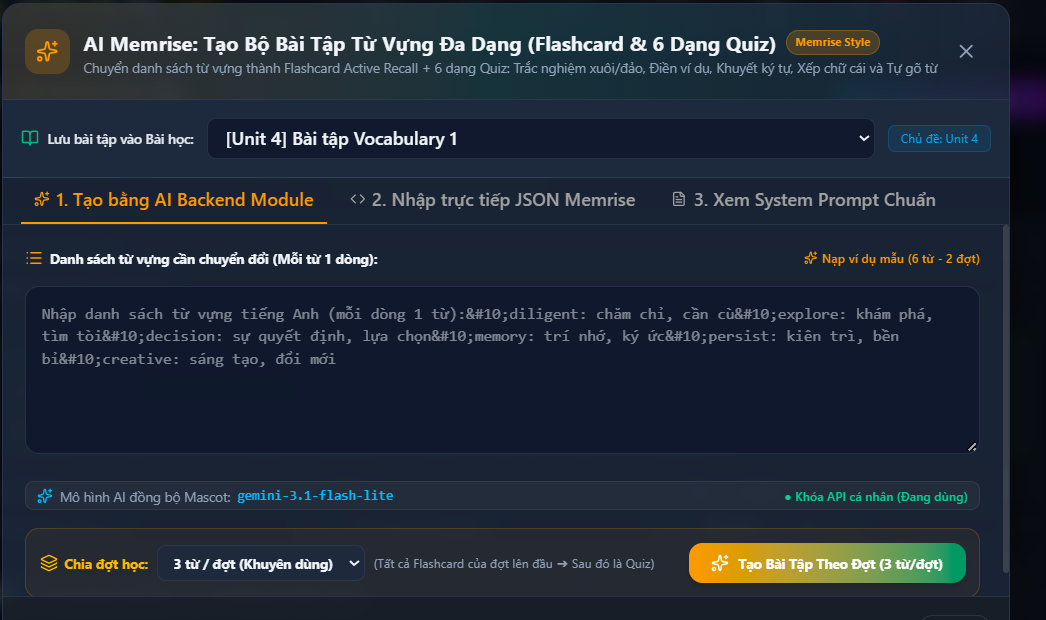 AI Memrise: Tạo Bộ Bài Tập Từ Vựng Đa Dạng (Flashcard & 6 Dạng Quiz) Memrise Style
Chuyển danh sách từ vựng thành Flashcard Active Recall + 6 dạng Quiz: Trắc nghiệm xuôi/đảo, Điền ví dụ, Khuyết ký tự, Xếp chữ cái và Tự gõ từ
Lưu bài tập vào Bài học: [Unit 4] Bài tập Vocabulary 1 Chủ đề: Unit 4
1. Tạo bằng AI Backend Module <> 2. Nhập trực tiếp JSON Memrise 3. Xem System Prompt Chuẩn
Danh sách từ vựng cần chuyển đổi (Mỗi từ 1 dòng): Nạp ví dụ mẫu (6 từ - 2 đợt)
Nhập danh sách từ vựng tiếng Anh (mỗi dòng 1 từ):&#10;diligent: chăm chỉ, cần cù&#10;explore: khám phá,
tìm tòi&#10;decision: sự quyết định, lựa chọn&#10;memory: trí nhớ, ký ức&#10;persist: kiên trì, bền
bỉ&#10;creative: sáng tạo, đổi mới
Mô hình AI đồng bộ Mascot: gemini-3.1-flash-lite ● Khóa API cá nhân (Đang dùng)
Chia đợt học: 3 từ / đợt (Khuyên dùng) (Tất cả Flashcard của đợt lên đầu ➔ Sau đó là Quiz) Tạo Bài Tập Theo Đợt (3 từ/đợt)